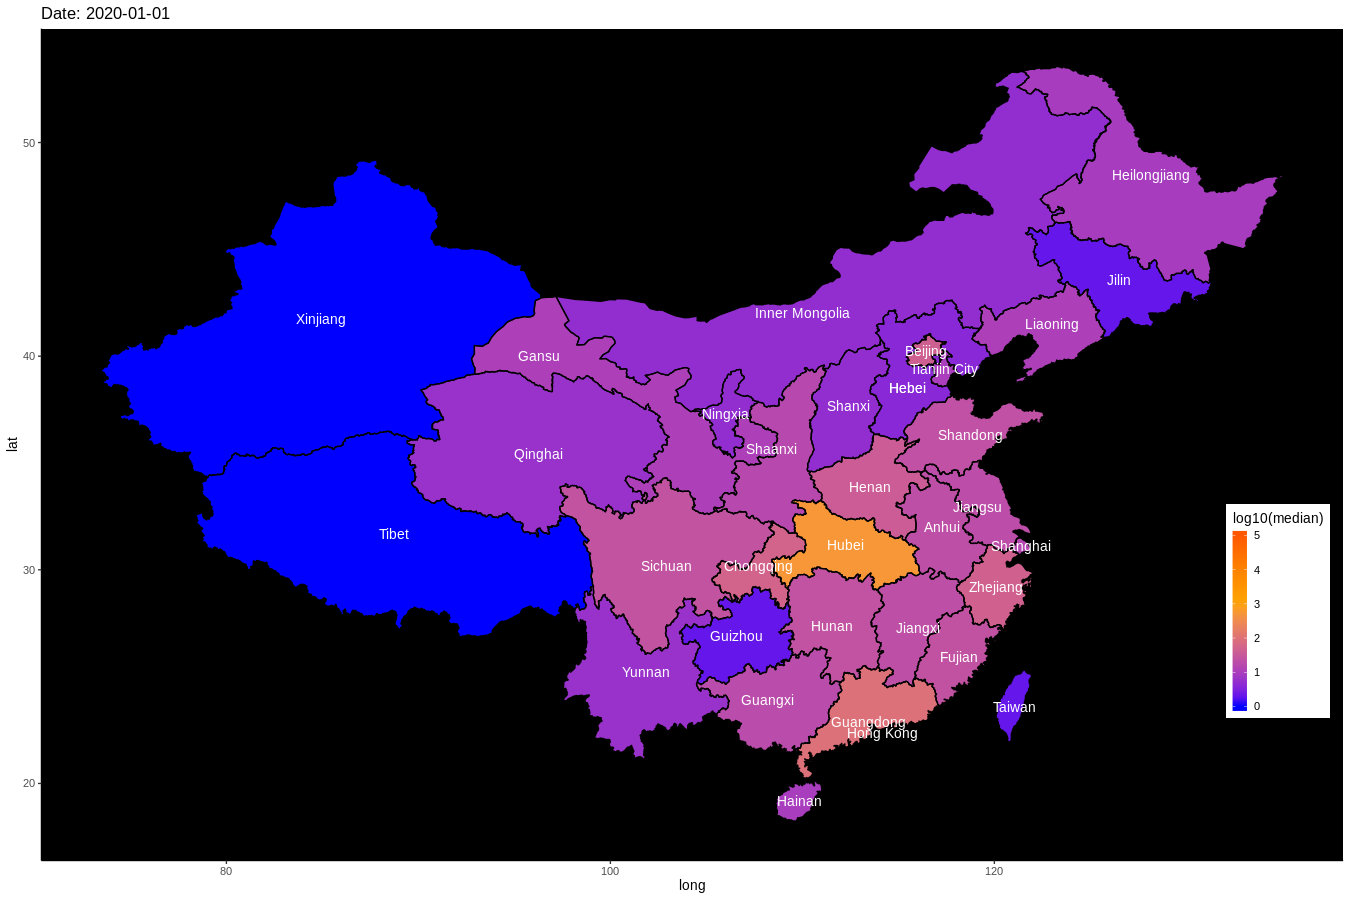 Date: 2020-01-01
50
40
30
20
lat
Heilongjiang
Jilin
Xinjiang
Inner Mongolia
Liaoning
Gansu
Beijing
Tianjin City
Hebei
Ningxia
Shanxi
Shandong
Qinghai
Shaanxi
Henan
Jiangsu
Anhui
Tibet
Hubei
Shanghai
Sichuan
Chongqing
Zhejiang
Guizhou
Hunan
Jiangxi
Fujian
Yunnan
Guangxi
Taiwan
Guangdong
Hong Kong
Hainan
log10(median)
5
4
3
2
1
0
80
100
120
long